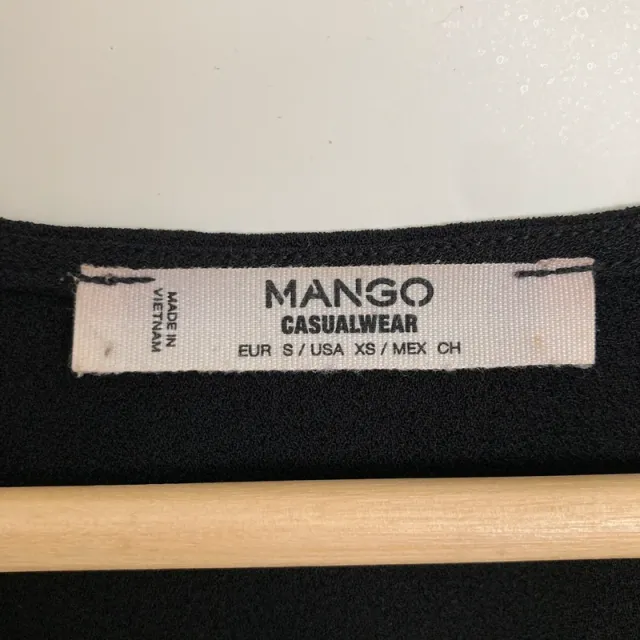 MADE IN
VIETNAM
MANGO
CASUALWEAR
EUR S / USA XS / MEX CH